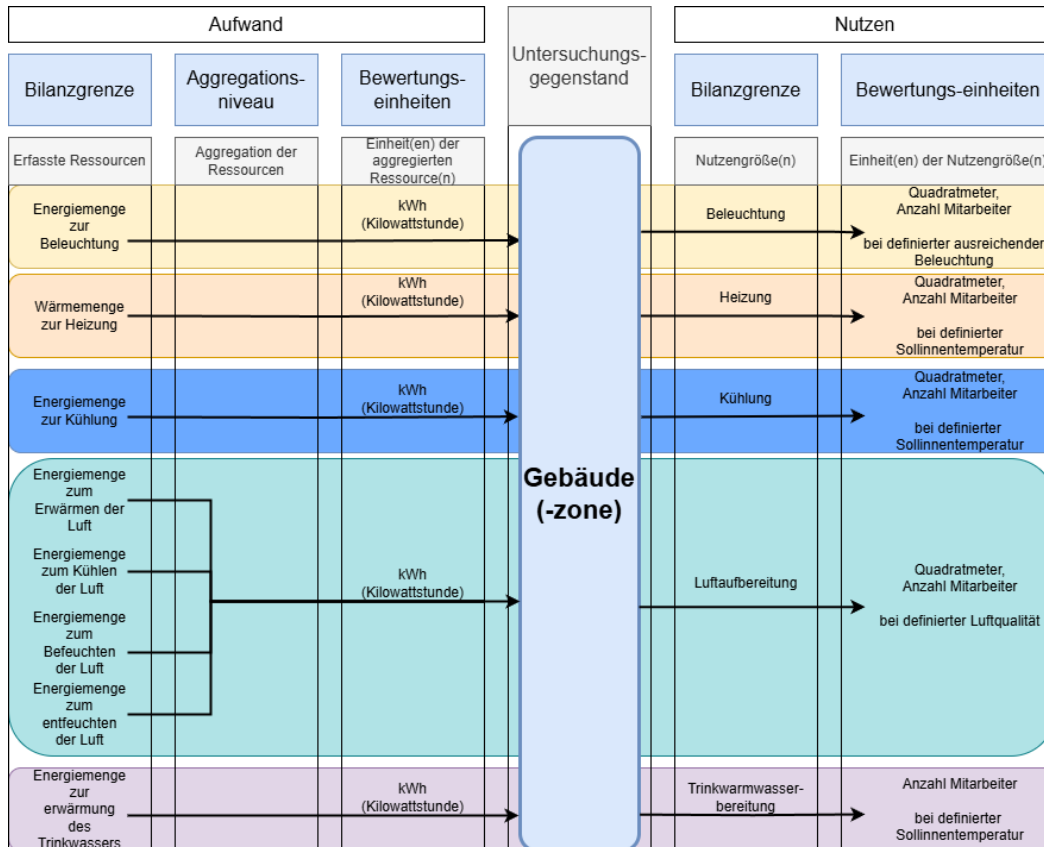 Aufwand
Untersuchungs-
gegenstand
Nutzen
Bilanzgrenze
Aggregations-
niveau
Bewertungs-
einheiten
Bilanzgrenze
Bewertungs-einheiten
Erfasste Ressourcen
Aggregation der
Ressourcen
Einheit(en) der
aggregierten
Ressource(n)
Nutzengröße(n)
Einheit(en) der Nutzengröße(n)
Energiemenge
zur
Beleuchtung
kWh
(Kilowattstunde)
Beleuchtung
Quadratmeter,
Anzahl Mitarbeiter
bei definierter ausreichender
Beleuchtung
Wärmemenge
zur Heizung
kWh
(Kilowattstunde)
Heizung
Quadratmeter,
Anzahl Mitarbeiter
bei definierter
Sollinnentemperatur
Energiemenge
zur Kühlung
kWh
(Kilowattstunde)
Kühlung
Quadratmeter,
Anzahl Mitarbeiter
bei definierter
Sollinnentemperatur
Gebäude
(-zone)
Energiemenge
zum
Erwärmen der
Luft
Energiemenge
zum Kühlen
der Luft
Energiemenge
zum
Befeuchten
der Luft
Energiemenge
zum
entfeuchten
der Luft
kWh
(Kilowattstunde)
Luftaufbereitung
Quadratmeter,
Anzahl Mitarbeiter
bei definierter Luftqualität
Energiemenge
zur
erwärmung
des
Trinkwassers
kWh
(Kilowattstunde)
Trinkwarmwasser-
bereitung
Anzahl Mitarbeiter
bei definierter
Sollinnentemperatur